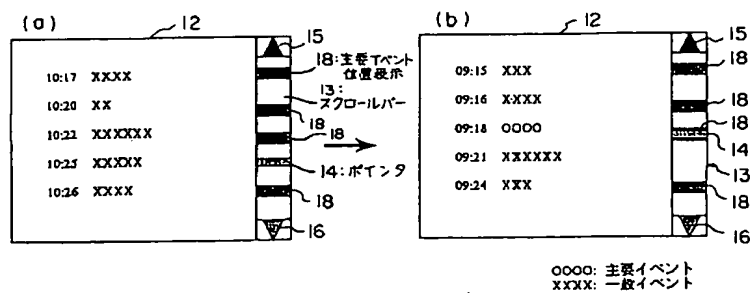 (a)
12
15
10:17 XXXX
18:主要イベント
位置表示
13:
スクロールバー
10:20 XX
18
10:22 XXXXXX
18
10:25 XXXXX
14:ポインタ
10:26 XXXX
18
16
(b)
12
15
09:15 XXX
18
09:16 XXXX
18
18
09:18 OOOO
14
09:21 XXXXXX
13
09:24 XXX
18
16
OOOO: 主要イベント
XXXX: 一般イベント